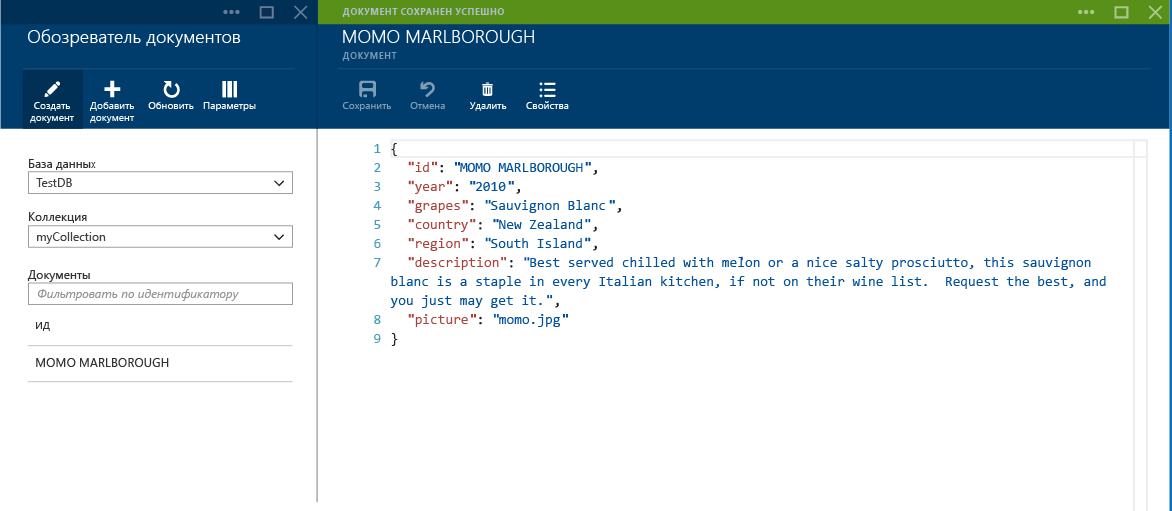 Обозреватель документов
Создать документ
Добавить документ
Обновить
Параметры
База данных
TestDB
Коллекция
myCollection
Документы
Фильтровать по идентификатору
ИД
MOMO MARLBOROUGH
ДОКУМЕНТ СОХРАНЕН УСПЕШНО
MOMO MARLBOROUGH
ДОКУМЕНТ
Сохранить
Отмена
Удалить
Свойства
1 {
2 "id": "MOMO MARLBOROUGH",
3 "year": "2010",
4 "grapes": "Sauvignon Blanc",
5 "country": "New Zealand",
6 "region": "South Island",
7 "description": "Best served chilled with melon or a nice salty prosciutto, this sauvignon
blanc is a staple in every Italian kitchen, if not on their wine list.  Request the best, and
you just may get it.",
8 "picture": "momo.jpg"
9 }